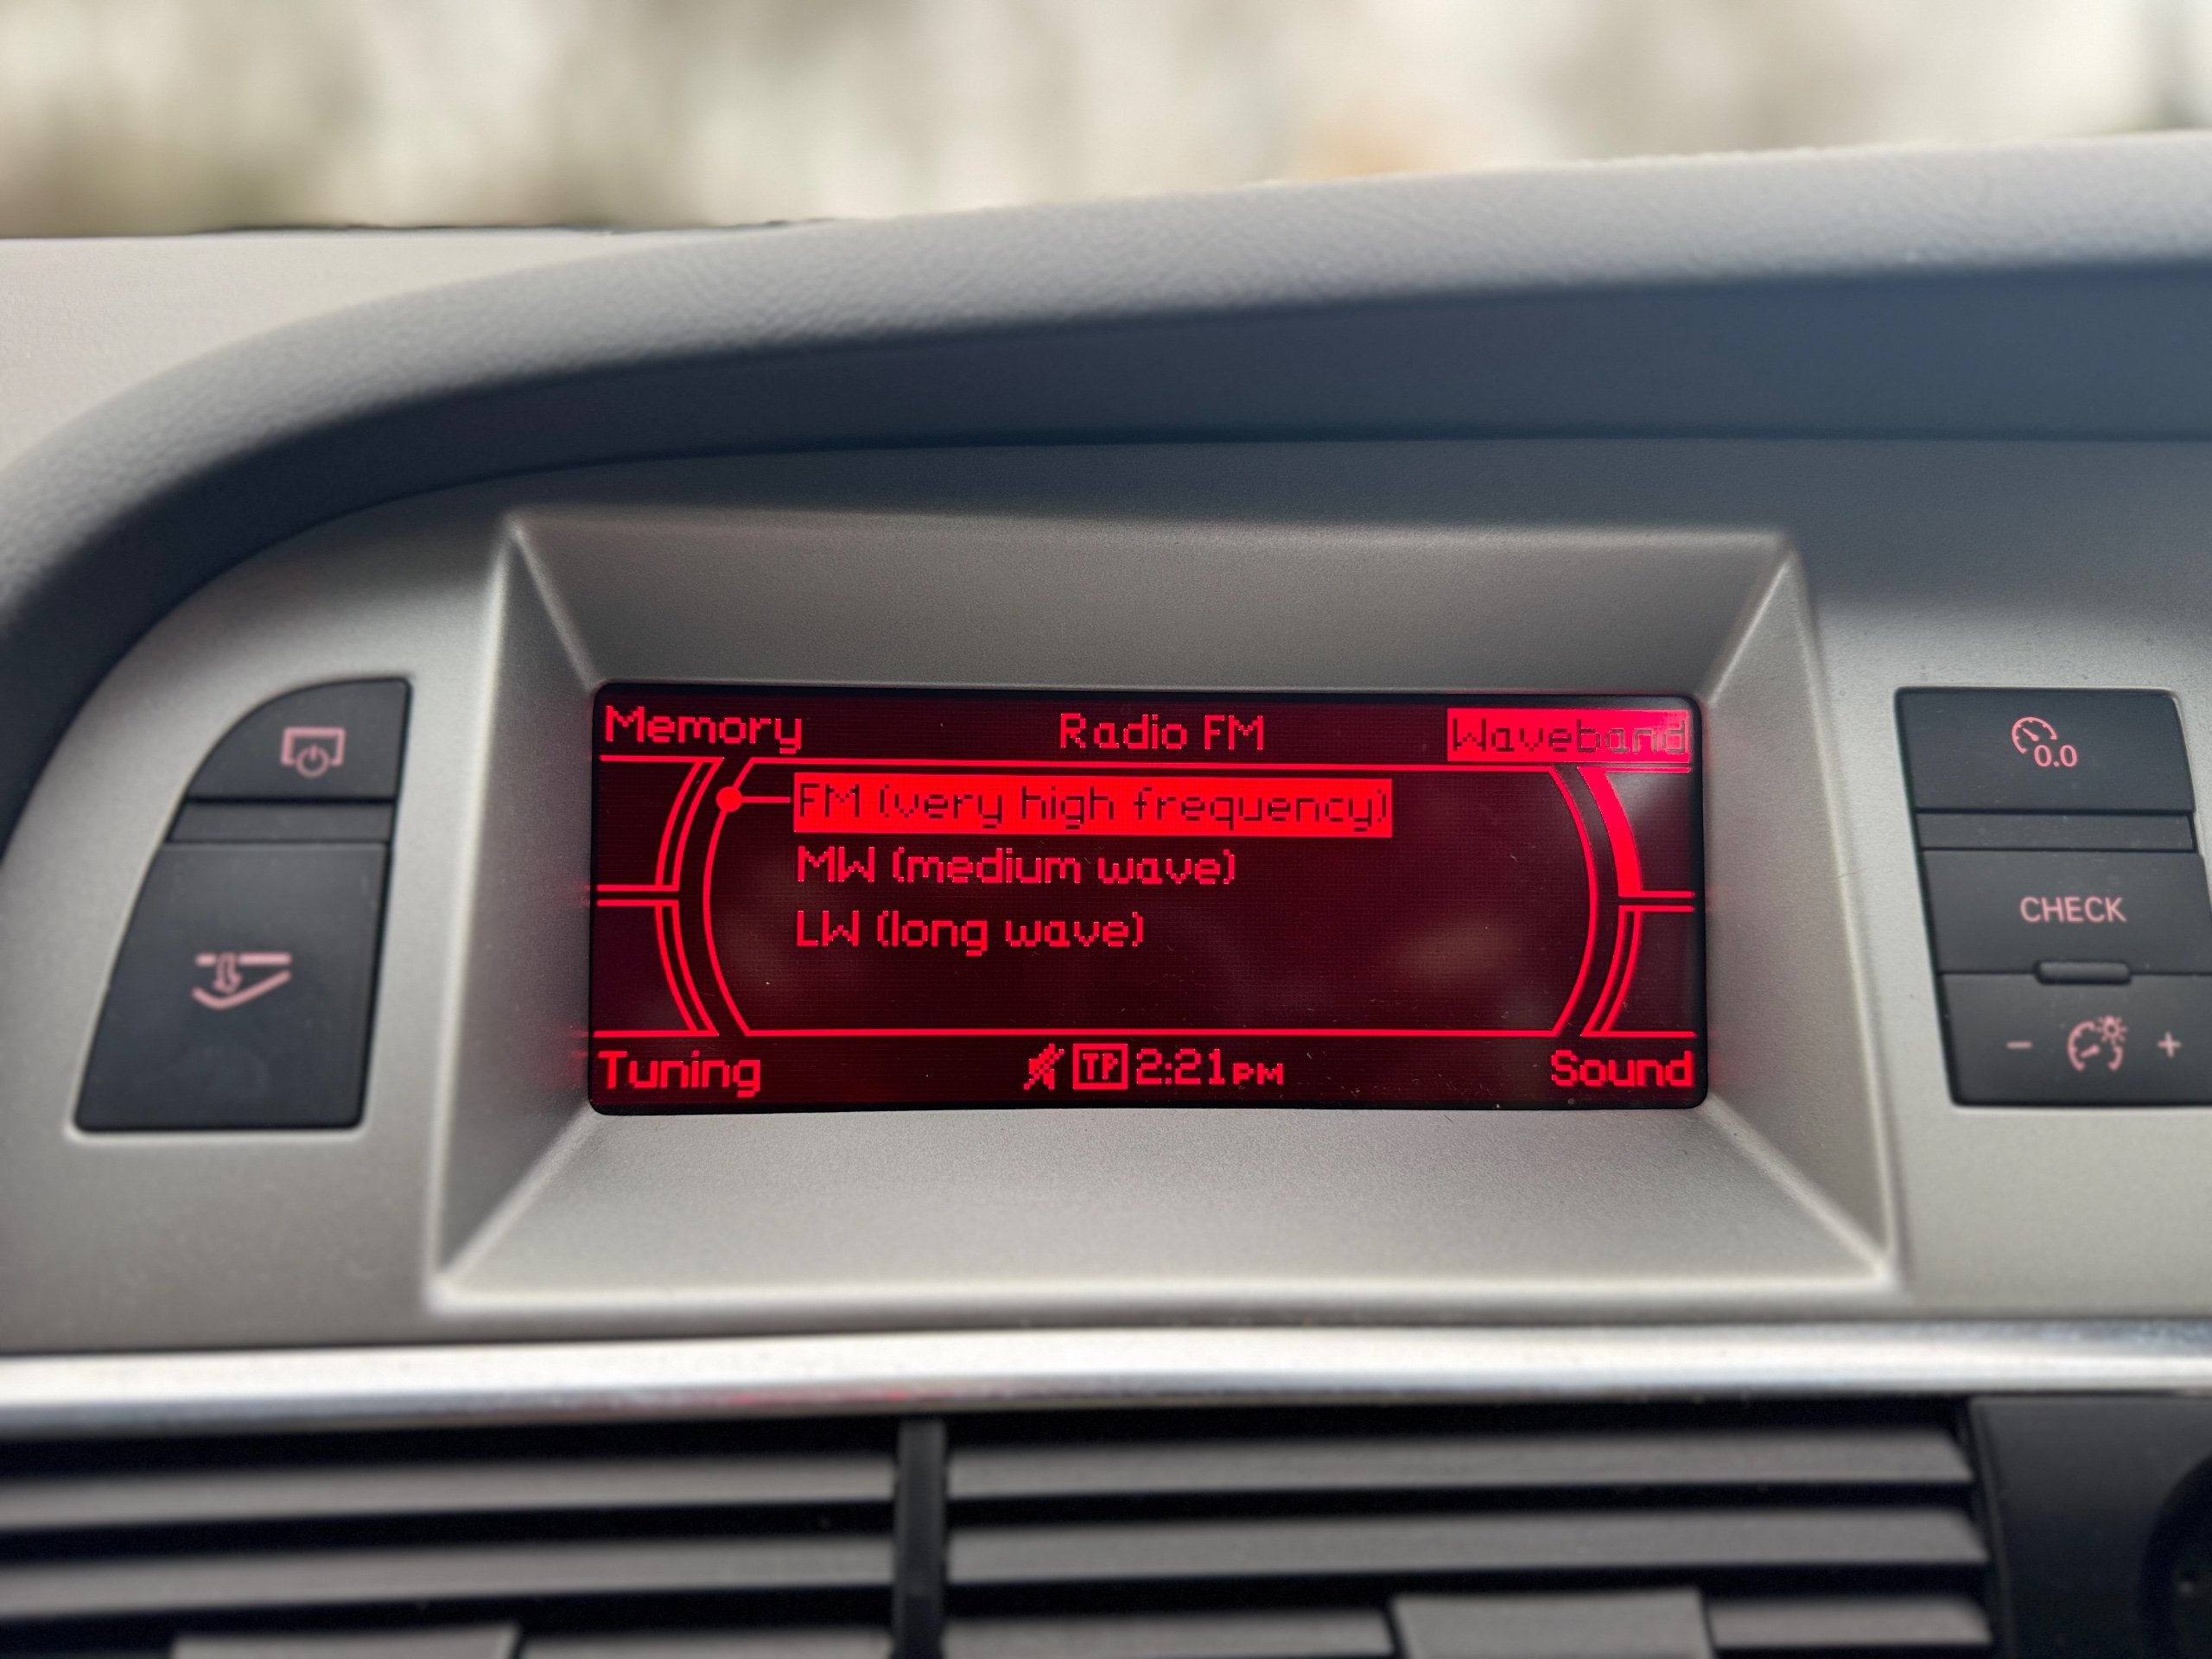 Memory Radio FM Waveband
FM (very high frequency)
MW (medium wave)
LW (long wave)
Tuning TP 2:21PM Sound
0.0
CHECK
- +